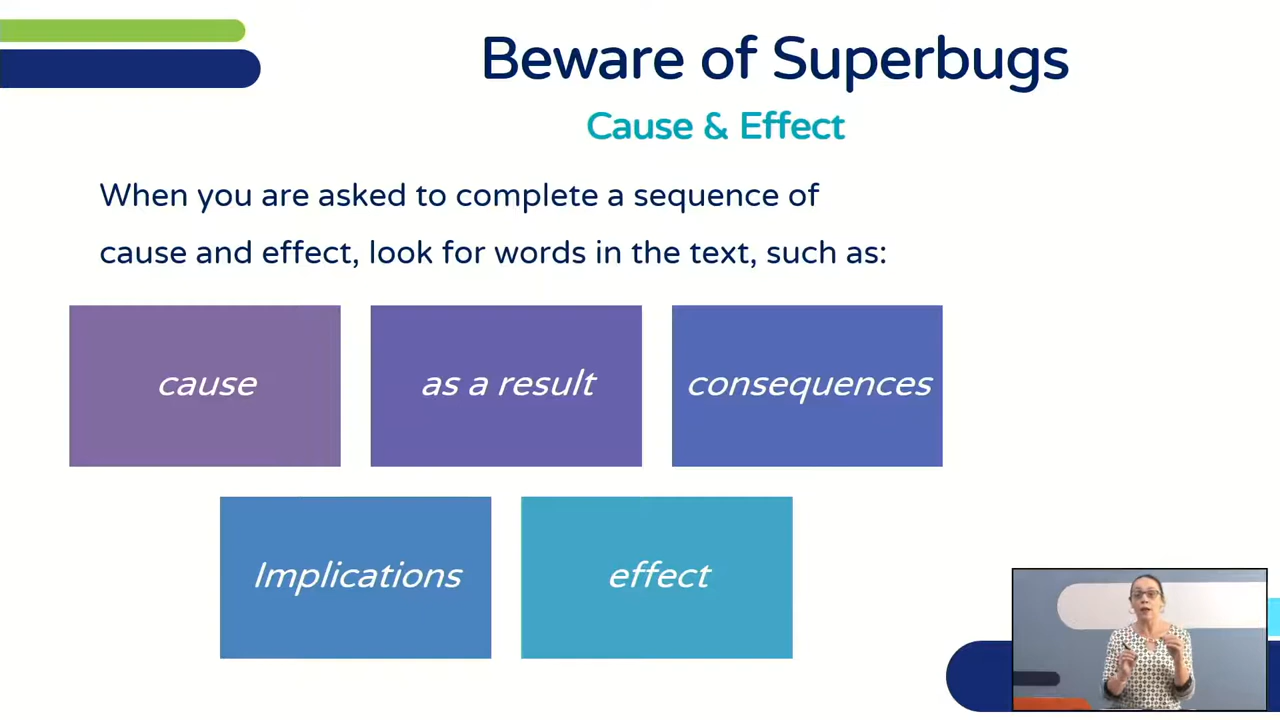 Beware of Superbugs
Cause & Effect
When you are asked to complete a sequence of
cause and effect, look for words in the text, such as:
cause
as a result
consequences
Implications
effect